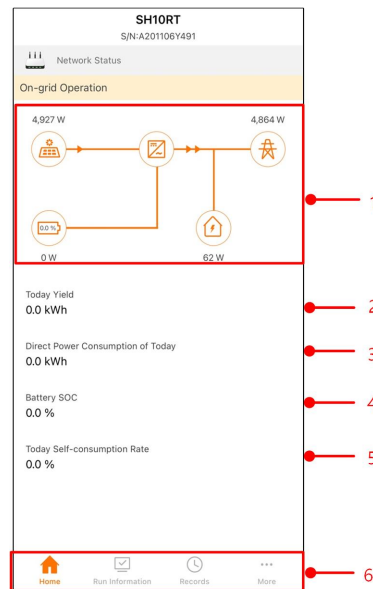 SH10RT
S/N:A201106Y491
Network Status
On-grid Operation
4,927 W 4,864 W
0.0 %
0 W 62 W
1
Today Yield
0.0 kWh
2
Direct Power Consumption of Today
0.0 kWh
3
Battery SOC
0.0 %
4
Today Self-consumption Rate
0.0 %
5
Home Run Information Records More
6